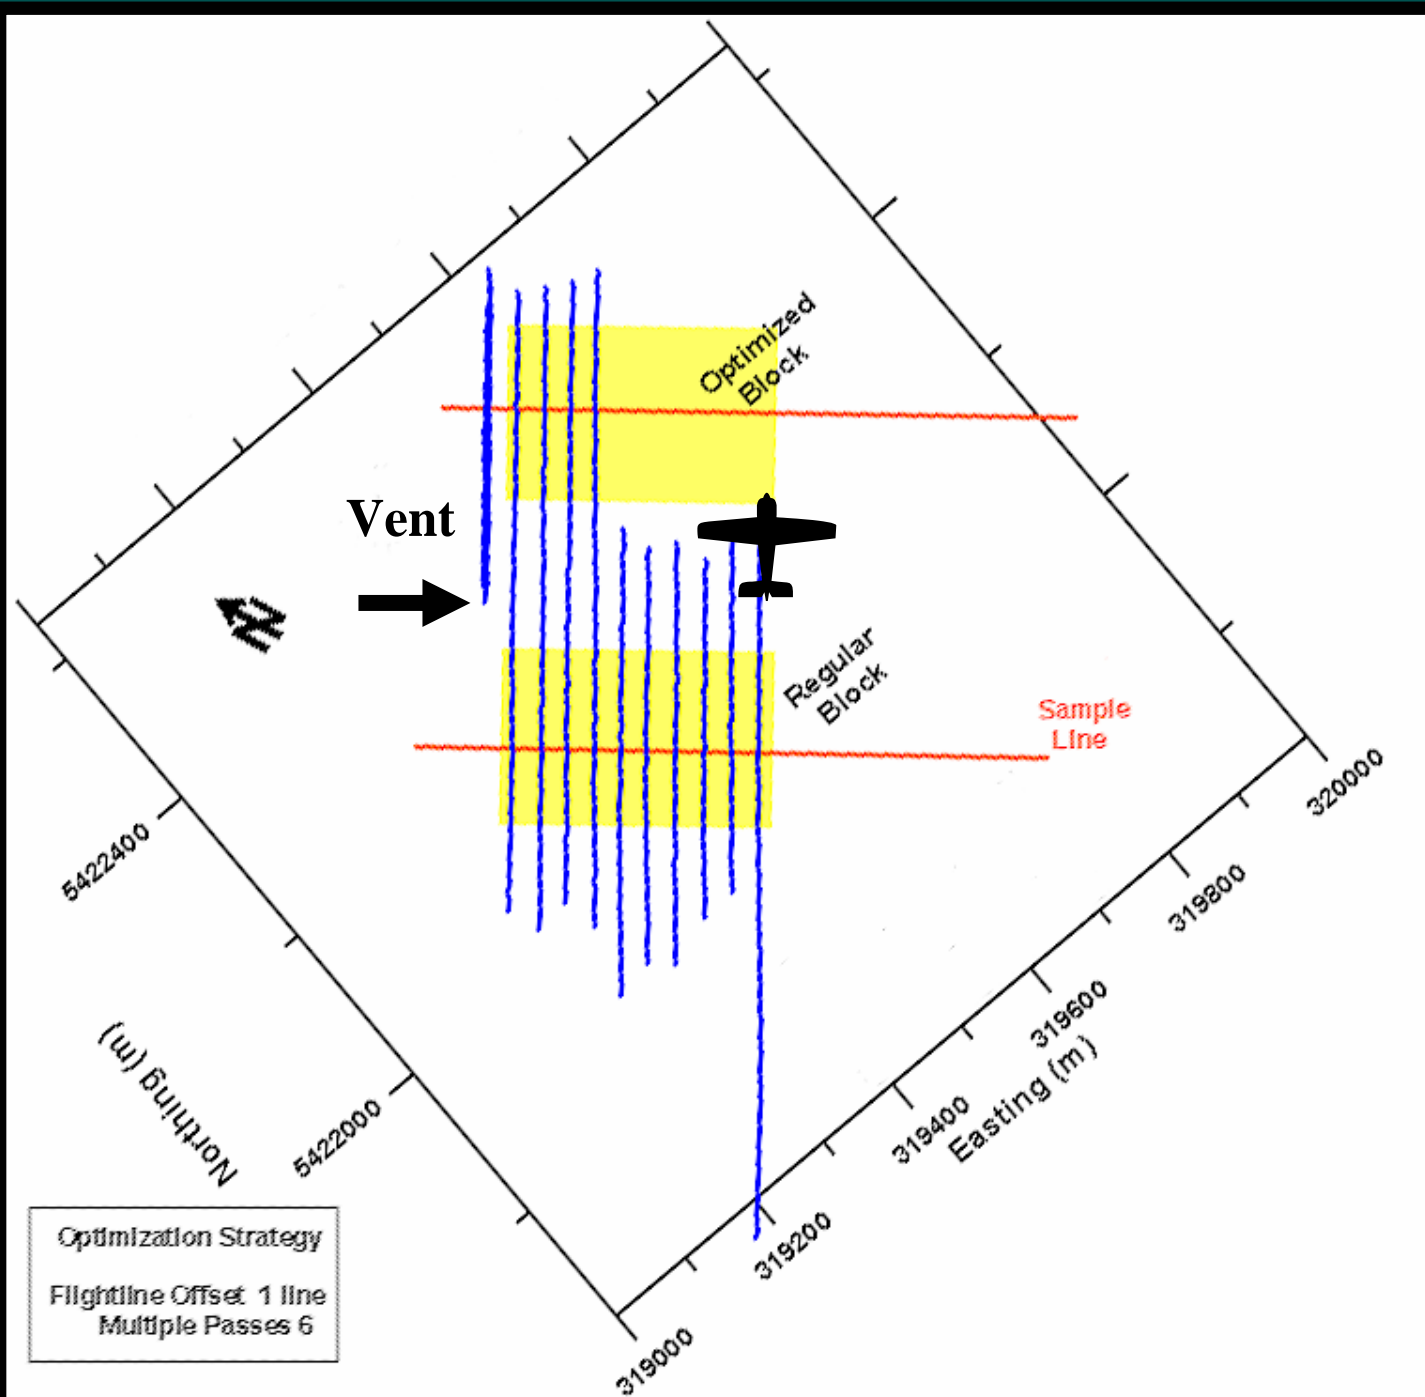 Optimized
Block
Vent
N
Regular
Block
Sample
Line
320000
319800
319600
319400
319200
319000
Easting (m)
5422400
5422000
Northing (m)
Optimization Strategy
Flightline Offset 1 line
Multiple Passes 6